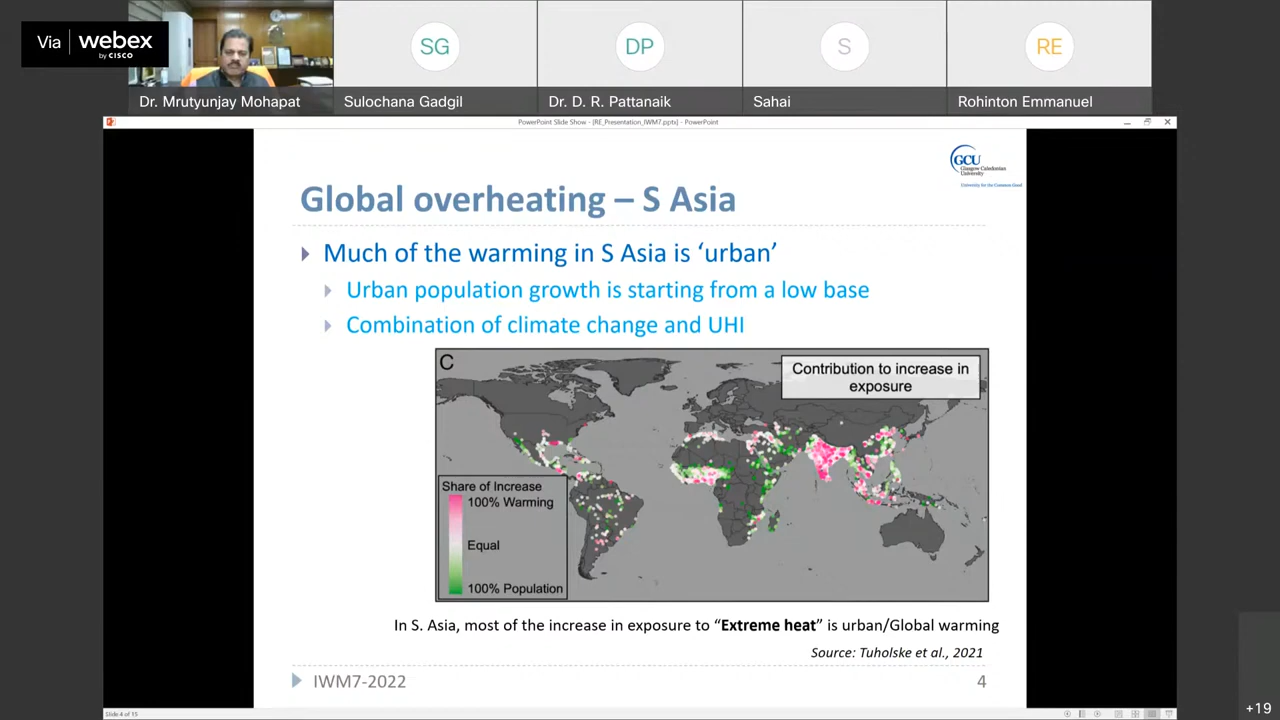 Via webex
by CISCO
SG
DP
S
RE
Dr. Mrutyunjay Mohapat
Sulochana Gadgil
Dr. D. R. Pattanaik
Sahai
Rohinton Emmanuel
PowerPoint Slide Show - [RE_Presentation_IWM7.ppts] - PowerPoint
GCU
Glasgow Caledonian
University
University for the Common Good
Global overheating – S Asia
Much of the warming in S Asia is ‘urban’
Urban population growth is starting from a low base
Combination of climate change and UHI
C
Contribution to increase in
exposure
Share of Increase
100% Warming
Equal
100% Population
In S. Asia, most of the increase in exposure to “Extreme heat” is urban/Global warming
Source: Tuholske et al., 2021
IWM7-2022
4
Slide 4 of 15
+19